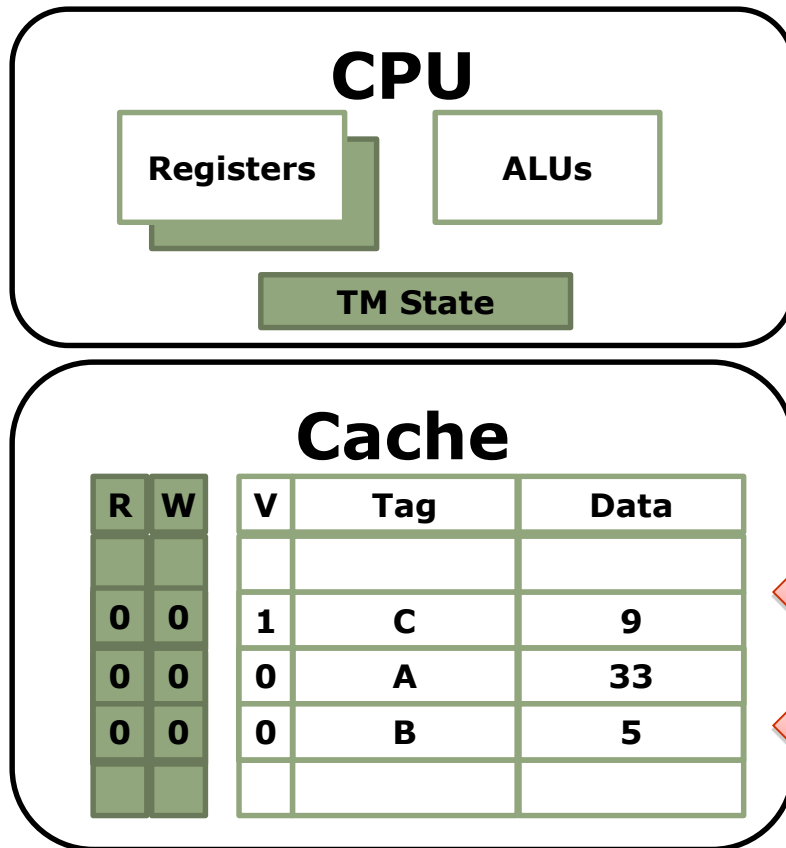 CPU
Registers ALUs
TM State
Cache
R W V Tag Data
0 0 1 C 9
0 0 0 A 33
0 0 0 B 5